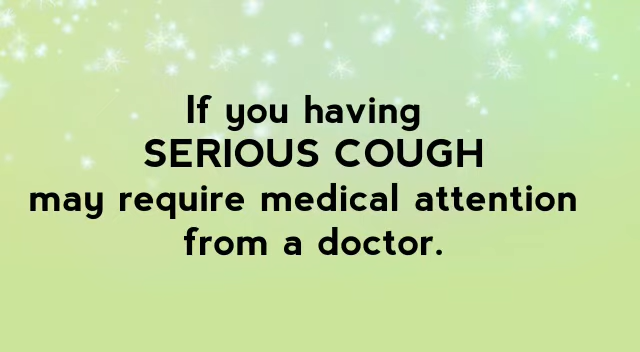 If you having
SERIOUS COUGH
may require medical attention
from a doctor.